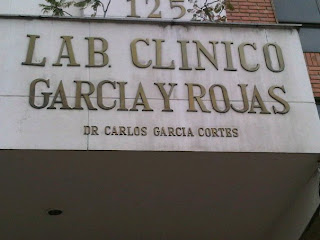 125
LAB. CLINICO
GARCIA Y ROJAS
DR CARLOS GARCIA CORTES